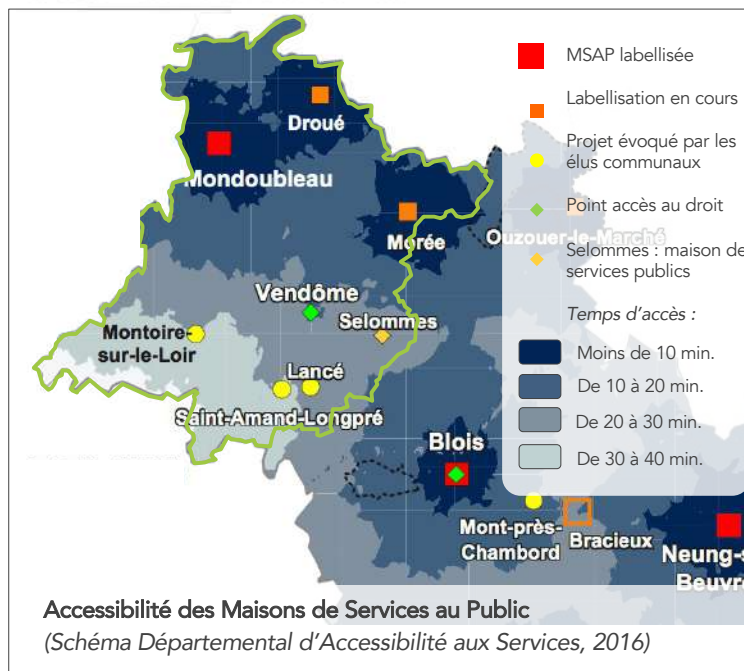 MSAP labellisée
Labellisation en cours
Projet évoqué par les
élus communaux
Point accès au droit
Selommes : maison de
services publics
Temps d'accès :
Moins de 10 min.
De 10 à 20 min.
De 20 à 30 min.
De 30 à 40 min.
Droué
Mondoubleau
Morée
Ouzouer-le-Marché
Vendôme
Selommes
Montoire-
sur-le-Loir
Lancé
Saint-Amand-Longpré
Blois
Mont-près-
Chambord
Bracieux
Neung-s
Beuvr
Accessibilité des Maisons de Services au Public
(Schéma Départemental d'Accessibilité aux Services, 2016)